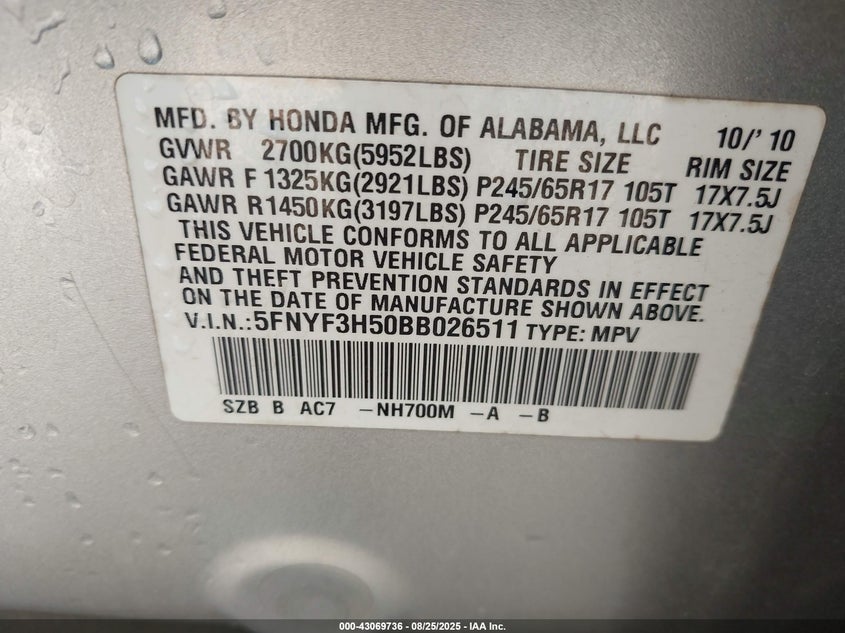 MFD. BY HONDA MFG. OF ALABAMA, LLC 10/' 10
GVWR 2700KG(5952LBS) TIRE SIZE RIM SIZE
GAWR F 1325KG(2921LBS) P245/65R17 105T 17X7.5J
GAWR R1450KG(3197LBS) P245/65R17 105T 17X7.5J
THIS VEHICLE CONFORMS TO ALL APPLICABLE
FEDERAL MOTOR VEHICLE SAFETY
AND THEFT PREVENTION STANDARDS IN EFFECT
ON THE DATE OF MANUFACTURE SHOWN ABOVE.
V.I.N.:5FNYF3H50BB026511 TYPE: MPV
SZB B AC7 -NH700M -A -B
000-43069736 - 08/25/2025 - IAA Inc.